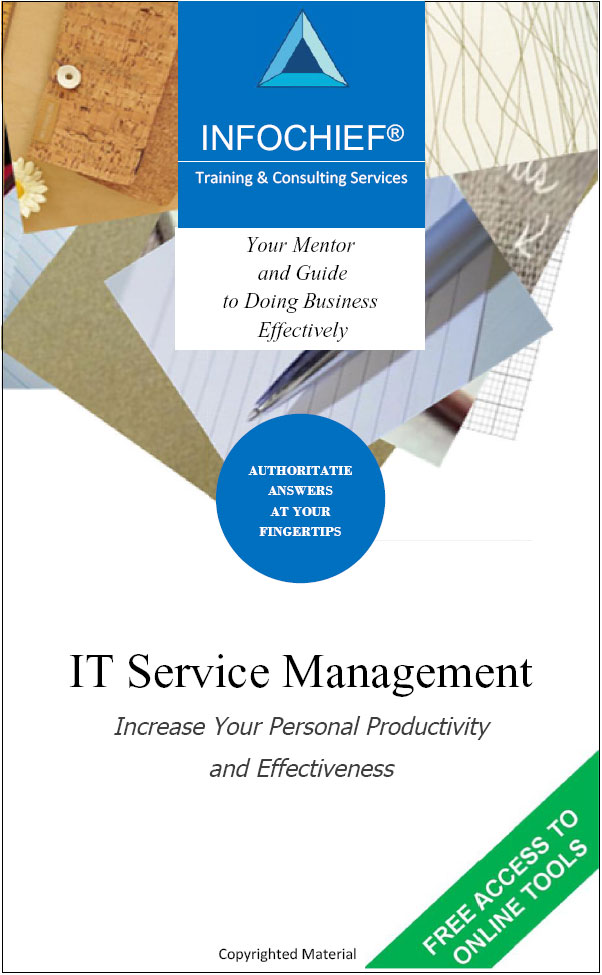 INFOCHIEF®
Training & Consulting Services
Your Mentor
and Guide
to Doing Business
Effectively
AUTHORITATIE
ANSWERS
AT YOUR
FINGERTIPS
IT Service Management
Increase Your Personal Productivity
and Effectiveness
FREE ACCESS TO
ONLINE TOOLS
Copyrighted Material